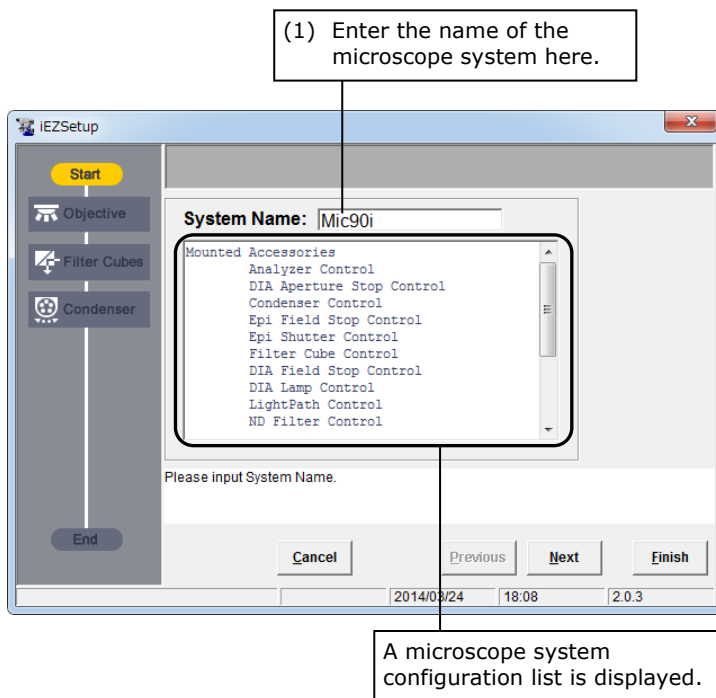 (1) Enter the name of the
microscope system here.
iEZSetup
Start
Objective
Filter Cubes
Condenser
End
System Name: Mic90i
Mounted Accessories
Analyzer Control
DIA Aperture Stop Control
Condenser Control
Epi Field Stop Control
Epi Shutter Control
Filter Cube Control
DIA Field Stop Control
DIA Lamp Control
LightPath Control
ND Filter Control
Please input System Name.
Cancel Previous Next Finish
2014/03/24 18:08 2.0.3
A microscope system
configuration list is displayed.